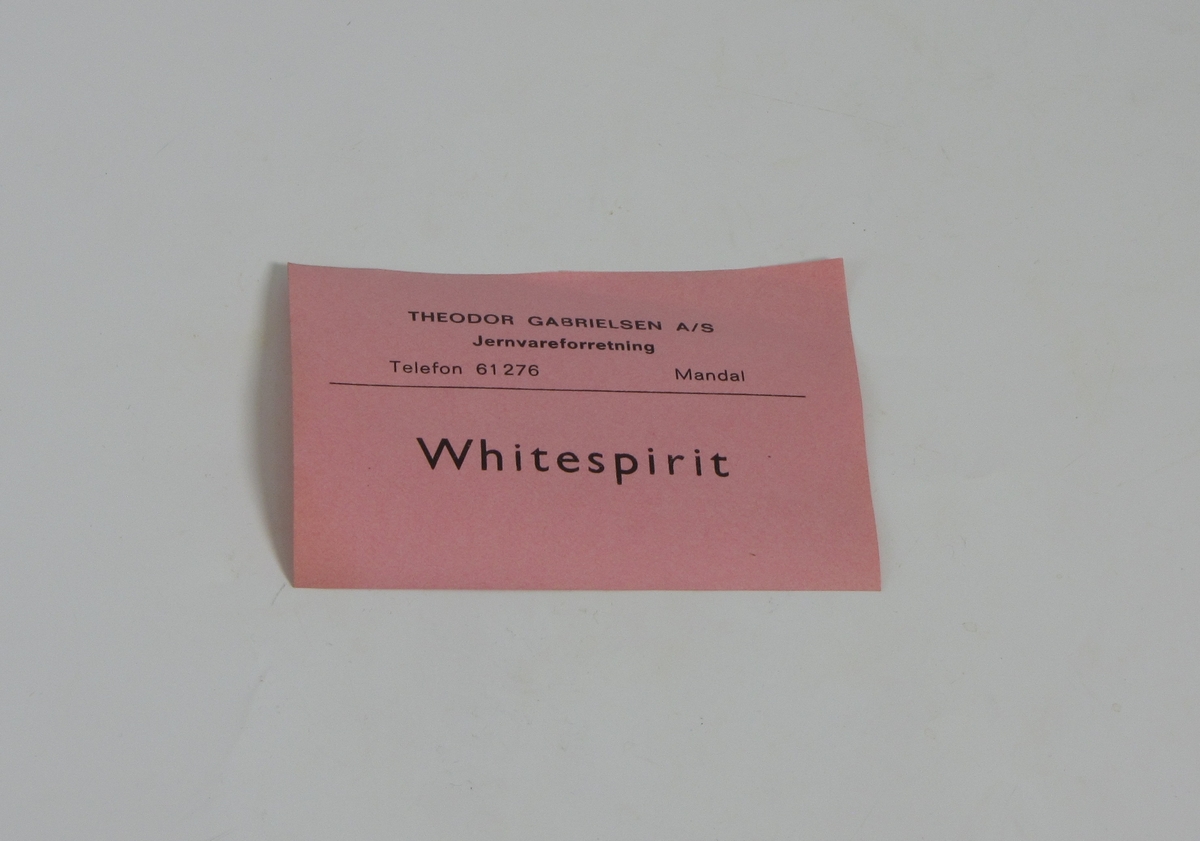 THEODOR GABRIELSEN A/S
Jernvareforretning
Telefon 61276 Mandal
Whitespirit